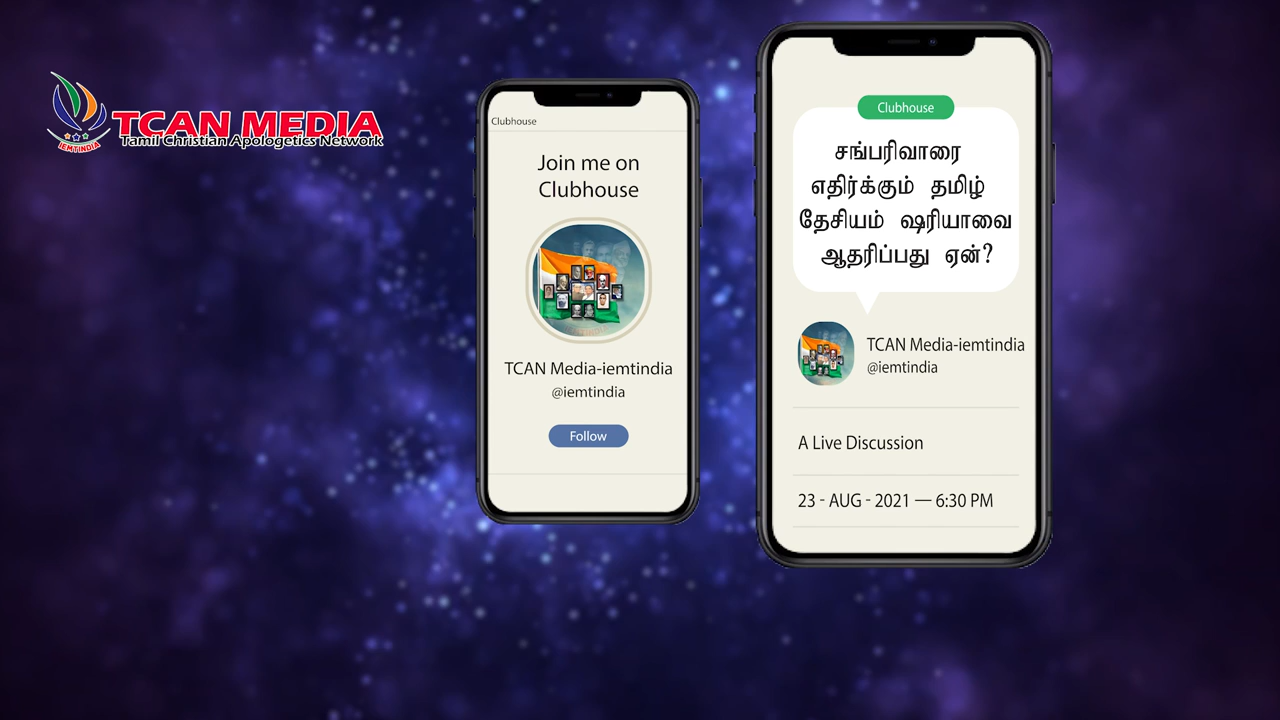 TCAN MEDIA
Tamil Christian Apologetics Network
IEMTINDIA
Clubhouse
Join me on
Clubhouse
TCAN Media-iemtindia
@iemtindia
Follow
Clubhouse
சங்பரிவாரை
எதிர்க்கும் தமிழ்
தேசியம் ஷரியாவை
ஆதரிப்பது ஏன்?
TCAN Media-iemtindia
@iemtindia
A Live Discussion
23 - AUG - 2021 — 6:30 PM